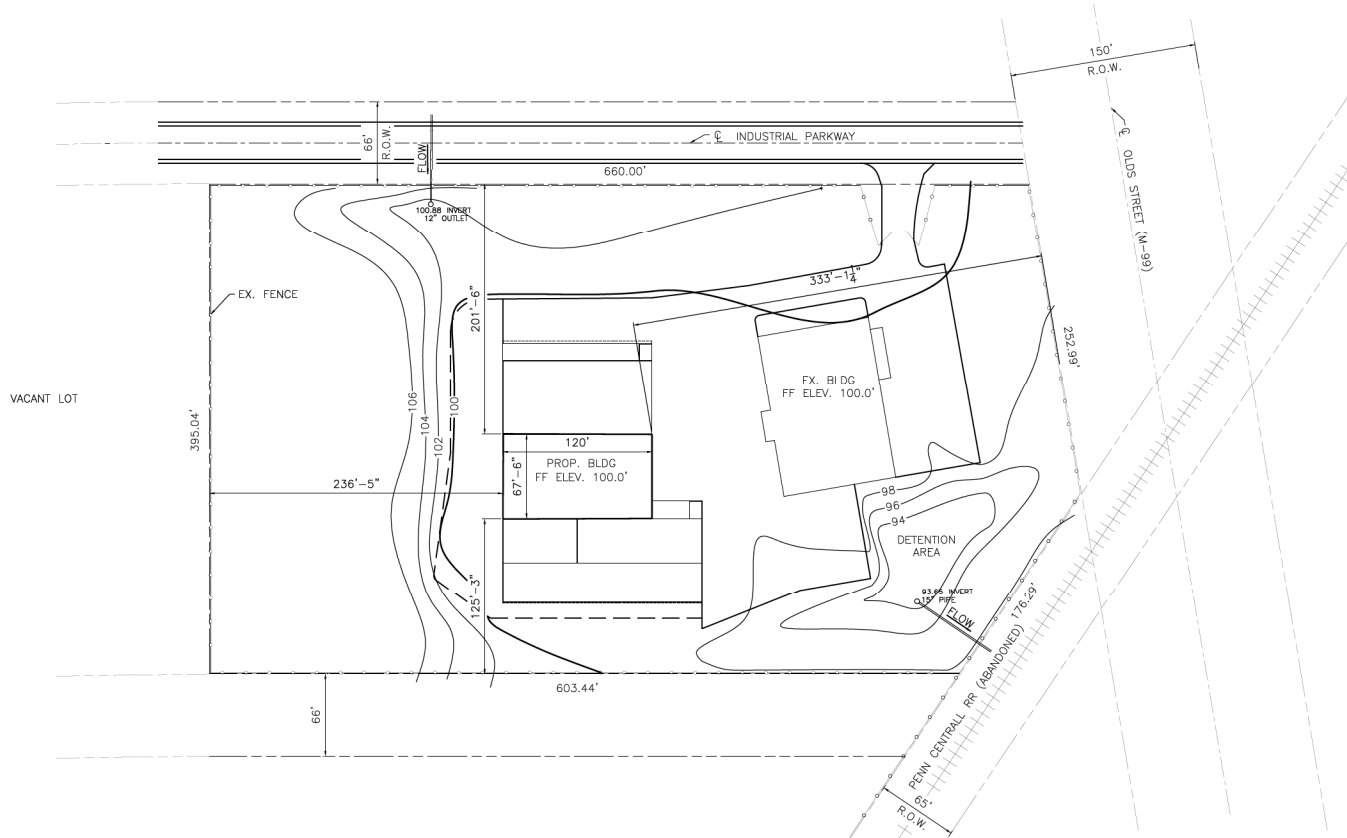 150'
R.O.W.
66'
R.O.W.
FLOW
℄ INDUSTRIAL PARKWAY
℄ OLDS STREET (M-99)
660.00'
100.88 INVERT
12" OUTLET
EX. FENCE
201'-6"
333'-1¼"
252.99'
VACANT LOT
395.04'
106
104
102
100
EX. BLDG
FF ELEV. 100.0'
120'
PROP. BLDG
FF ELEV. 100.0'
67'-6"
236'-5"
98
96
94
DETENTION
AREA
93.65 INVERT
15" PIPE
FLOW
125'-3"
176.29'
603.44'
66'
PENN CENTRALL RR (ABANDONED)
65'
R.O.W.